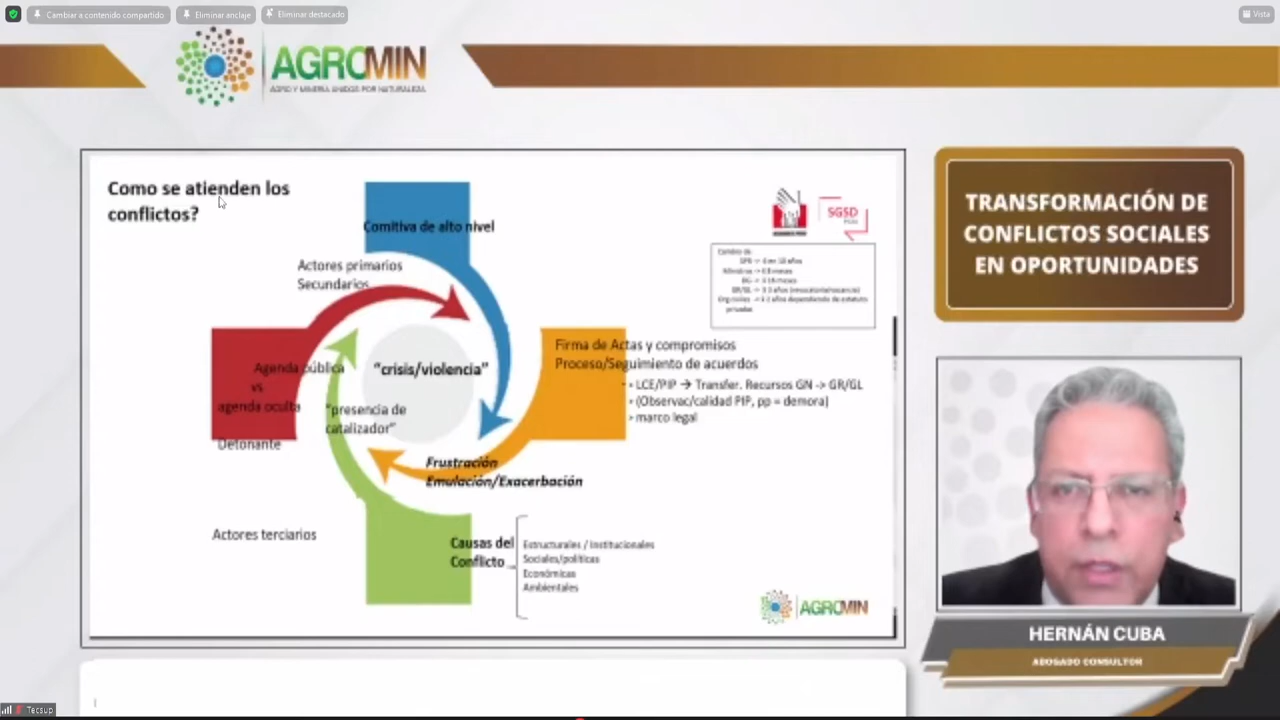 Cambiar a contenido compartido
Eliminar anclaje
Eliminar destacado
Vista
AGROMIN
AGRO Y MINERÍA UNIDOS POR NATURALEZA
Como se atienden los
conflictos?
Comitiva de alto nivel
Actores primarios
Secundarios
SGSD
Cambio de:
Firma de Actas y compromisos
Proceso/Seguimiento de acuerdos
• LCE/PIP → Transfer. Recursos GN -> GR/GL
• (Observac/calidad PIP, pp = demora)
marco legal
Agenda pública
vs
agenda oculta
Detonante
“crisis/violencia”
“presencia de
catalizador”
Frustración
Emulación/Exacerbación
Actores terciarios
Causas del
Conflicto
Estructurales / Institucionales
Sociales/políticas
Económicas
Ambientales
AGROMIN
TRANSFORMACIÓN DE
CONFLICTOS SOCIALES
EN OPORTUNIDADES
HERNÁN CUBA
ABOGADO CONSULTOR
Tecsup